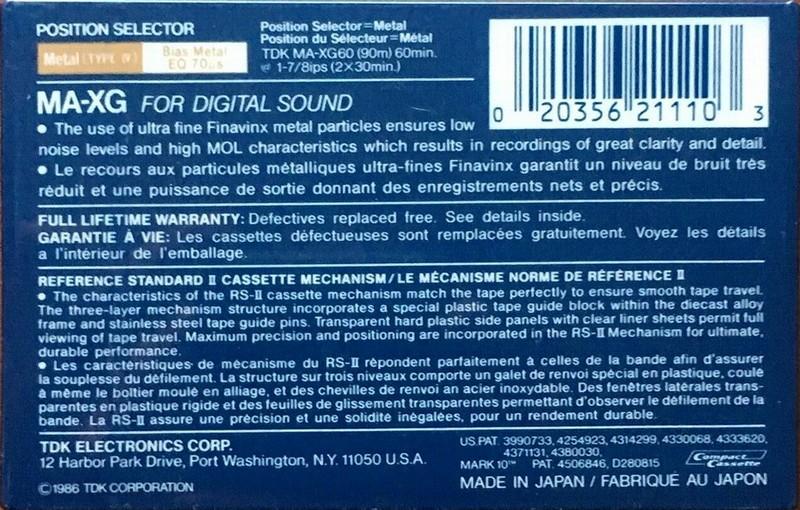 POSITION SELECTOR
Metal (TYPE IV) Bias Metal
EQ 70µs
Position Selector=Metal
Position du Sélecteur=Métal
TDK MA-XG60 (90m) 60min.
@ 1-7/8ips (2×30min.)
0 20356 21110 3
MA-XG FOR DIGITAL SOUND
● The use of ultra fine Finavinx metal particles ensures low
noise levels and high MOL characteristics which results in recordings of great clarity and detail.
● Le recours aux particules métalliques ultra-fines Finavinx garantit un niveau de bruit très
réduit et une puissance de sortie donnant des enregistrements nets et précis.
FULL LIFETIME WARRANTY: Defectives replaced free. See details inside.
GARANTIE À VIE: Les cassettes défectueuses sont remplacées gratuitement. Voyez les détails
a l'intérieur de l'emballage.
REFERENCE STANDARD II CASSETTE MECHANISM/LE MÉCANISME NORME DE RÉFÉRENCE II
● The characteristics of the RS-II cassette mechanism match the tape perfectly to ensure smooth tape travel.
The three-layer mechanism structure incorporates a special plastic tape guide block within the diecast alloy
frame and stainless steel tape guide pins. Transparent hard plastic side panels with clear liner sheets permit full
viewing of tape travel. Maximum precision and positioning are incorporated in the RS-II Mechanism for ultimate,
durable performance.
● Les caractéristiques de mécanisme du RS-II répondent parfaitement à celles de la bande afin d'assurer
la souplesse du défilement. La structure sur trois niveaux comporte un galet de renvoi spécial en plastique, coulé
à même le boîtier moulé en alliage, et des chevilles de renvoi an acier inoxydable. Des fenêtres latérales trans-
parentes en plastique rigide et des feuilles de glissement transparentes permettant d'observer le défilement de la
bande. La RS-II assure une précision et une solidité inégalées, pour un rendement durable.
TDK ELECTRONICS CORP.
12 Harbor Park Drive, Port Washington, N.Y. 11050 U.S.A.
©1986 TDK CORPORATION
US.PAT. 3990733, 4254923, 4314299, 4330068, 4333620,
4371131, 4380030,
MARK 10™ PAT. 4506846, D280815
Compact Cassette
MADE IN JAPAN / FABRIQUÉ AU JAPON